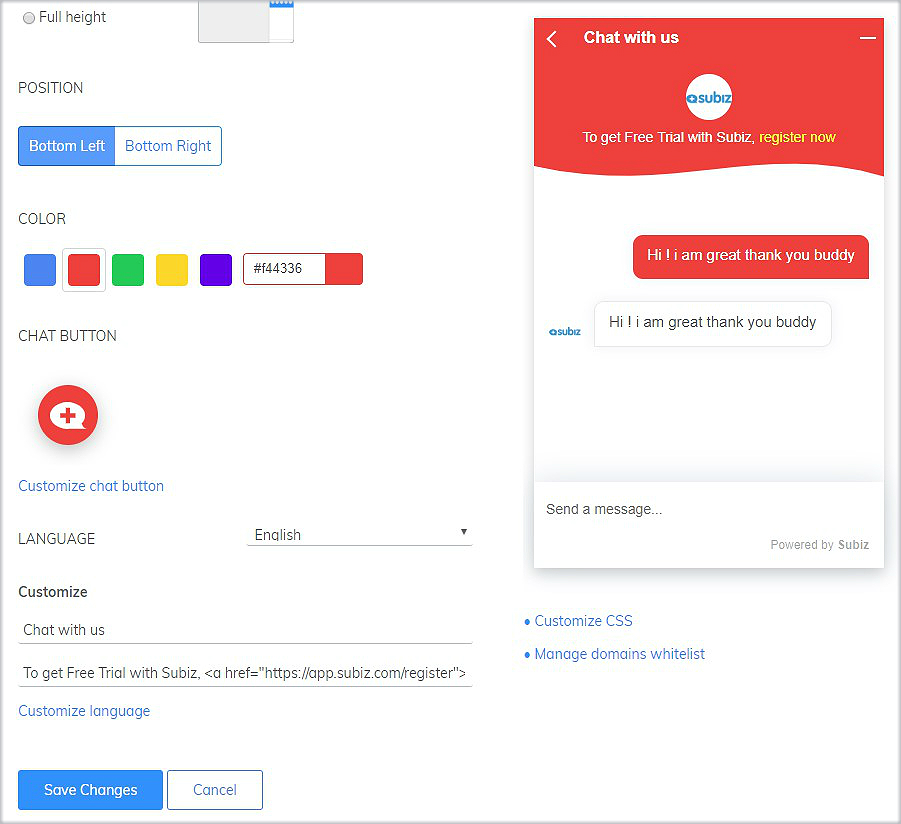 Full height
POSITION
Bottom Left
Bottom Right
COLOR
#f44336
CHAT BUTTON
Customize chat button
LANGUAGE
English
Customize
Chat with us
To get Free Trial with Subiz, <a href="https://app.subiz.com/register">
Customize language
Save Changes
Cancel
Chat with us
subiz
To get Free Trial with Subiz, register now
Hi ! i am great thank you buddy
subiz
Hi ! i am great thank you buddy
Send a message...
Powered by Subiz
• Customize CSS
• Manage domains whitelist